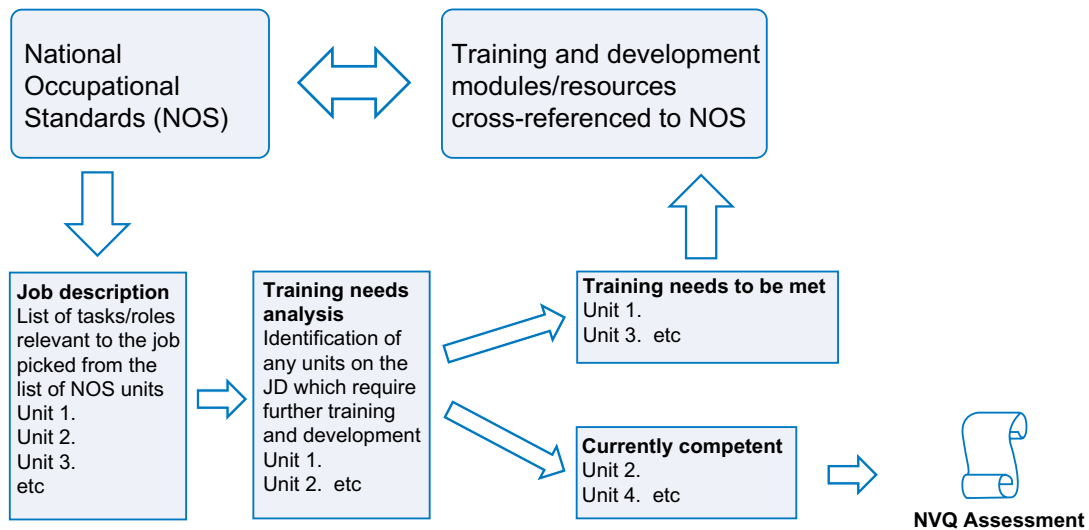 National
Occupational
Standards (NOS)
Training and development
modules/resources
cross-referenced to NOS
Job description
List of tasks/roles
relevant to the job
picked from the
list of NOS units
Unit 1.
Unit 2.
Unit 3.
etc
Training needs
analysis
Identification of
any units on the
JD which require
further training
and development
Unit 1.
Unit 2.  etc
Training needs to be met
Unit 1.
Unit 3.  etc
Currently competent
Unit 2.
Unit 4.  etc
NVQ Assessment